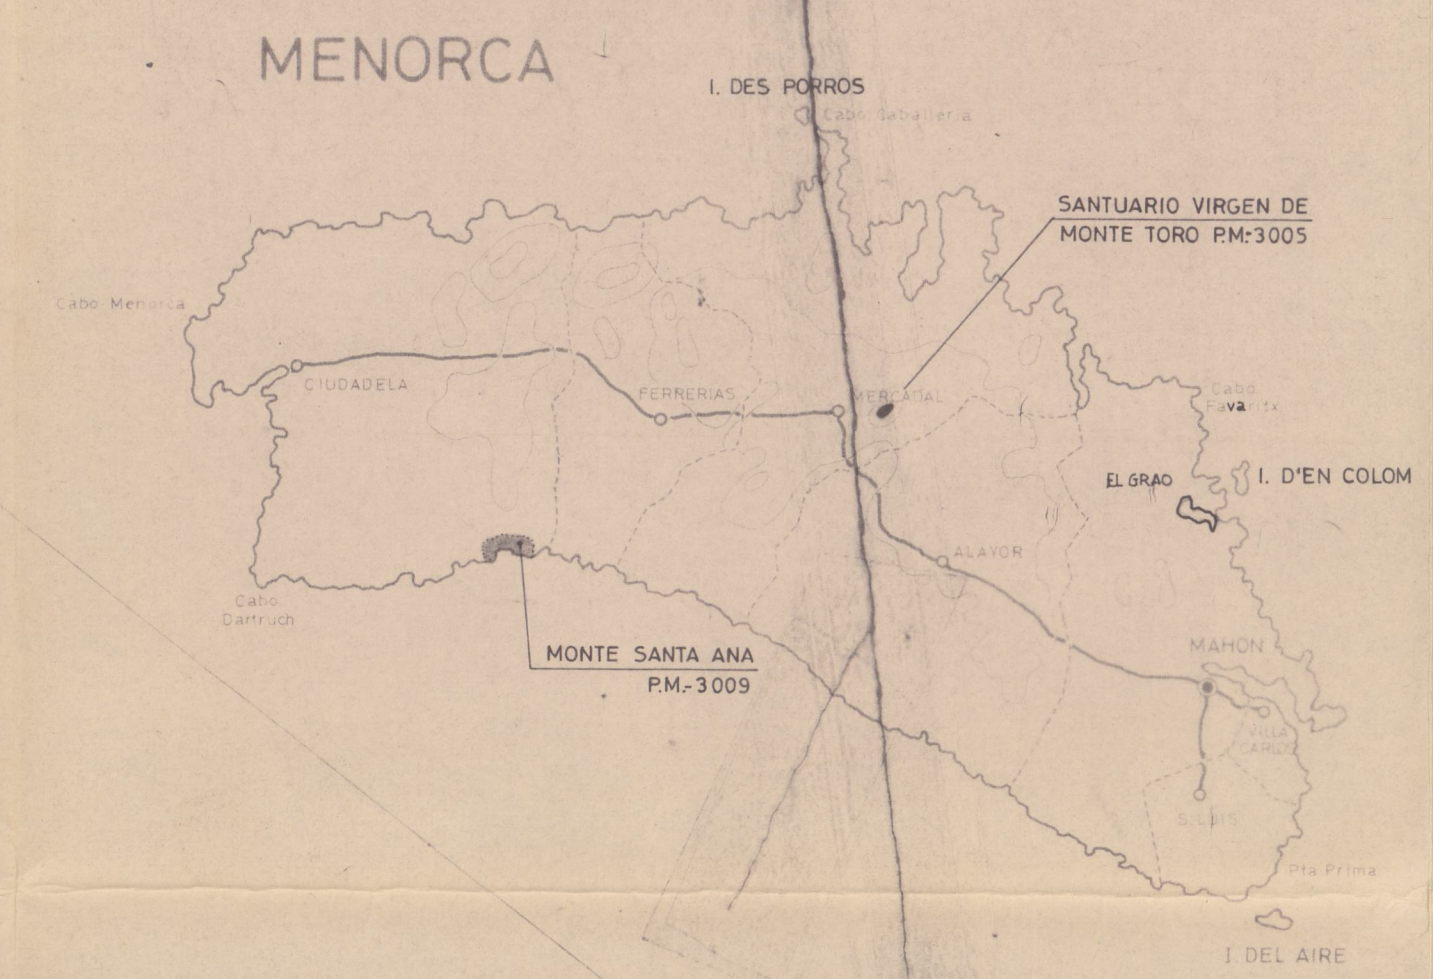 MENORCA
I. DES PORROS
Cabo Caballeria
SANTUARIO VIRGEN DE
MONTE TORO P.M.-3005
Cabo Menorca
CIUDADELA
FERRERIAS
MERCADAL
Cabo
Favaritx
EL GRAO
I. D'EN COLOM
ALAYOR
Cabo
Dartruch
MONTE SANTA ANA
P.M.-3009
MAHON
VILLA
CARLOS
S. LUIS
Pta Prima
I. DEL AIRE